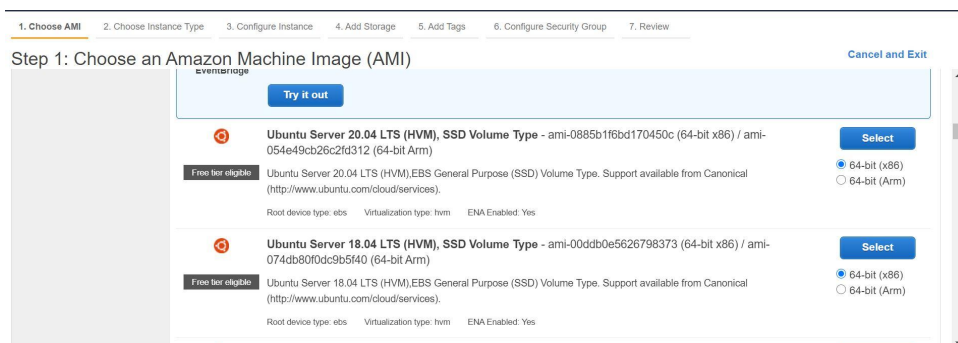 1. Choose AMI 2. Choose Instance Type 3. Configure Instance 4. Add Storage 5. Add Tags 6. Configure Security Group 7. Review
Step 1: Choose an Amazon Machine Image (AMI)
Cancel and Exit
EventBridge
Try it out
Ubuntu Server 20.04 LTS (HVM), SSD Volume Type - ami-0885b1f6bd170450c (64-bit x86) / ami-
054e49cb26c2fd312 (64-bit Arm)
Select
Free tier eligible
Ubuntu Server 20.04 LTS (HVM),EBS General Purpose (SSD) Volume Type. Support available from Canonical
(http://www.ubuntu.com/cloud/services).
64-bit (x86)
64-bit (Arm)
Root device type: ebs Virtualization type: hvm ENA Enabled: Yes
Ubuntu Server 18.04 LTS (HVM), SSD Volume Type - ami-00ddb0e5626798373 (64-bit x86) / ami-
074db80f0dc9b5f40 (64-bit Arm)
Select
Free tier eligible
Ubuntu Server 18.04 LTS (HVM),EBS General Purpose (SSD) Volume Type. Support available from Canonical
(http://www.ubuntu.com/cloud/services).
64-bit (x86)
64-bit (Arm)
Root device type: ebs Virtualization type: hvm ENA Enabled: Yes